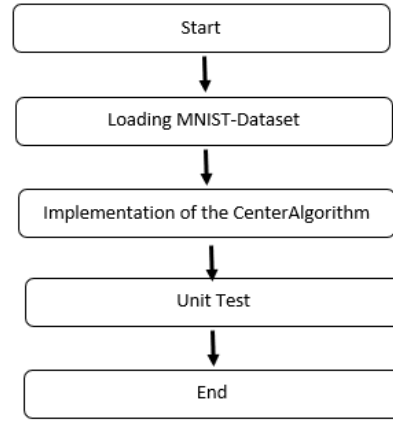 Start
Loading MNIST-Dataset
Implementation of the CenterAlgorithm
Unit Test
End